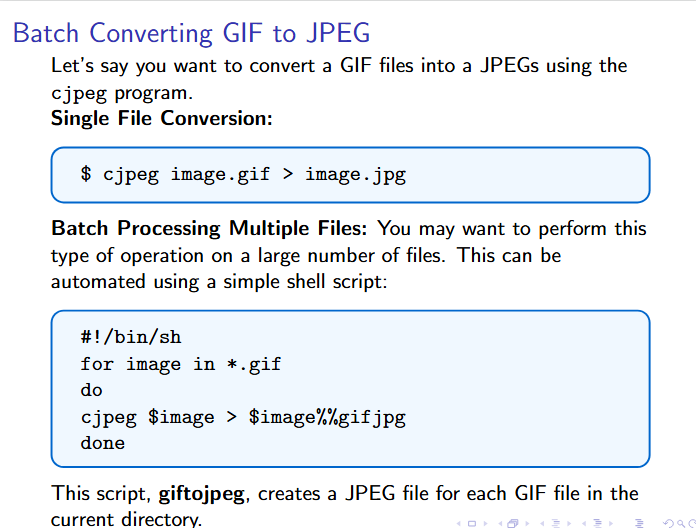 Batch Converting GIF to JPEG
Let's say you want to convert a GIF files into a JPEGs using the
cjpeg program.
Single File Conversion:
$ cjpeg image.gif > image.jpg
Batch Processing Multiple Files: You may want to perform this
type of operation on a large number of files. This can be
automated using a simple shell script:
#!/bin/sh
for image in *.gif
do
cjpeg $image > $image%%gifjpg
done
This script, giftojpeg, creates a JPEG file for each GIF file in the
current directory.